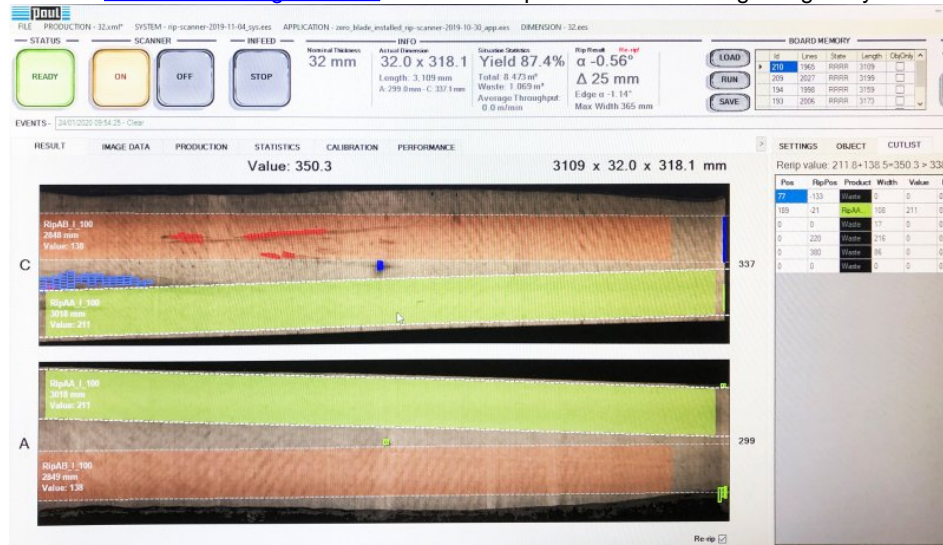 Paul
FILE PRODUCTION - 32.xml* SYSTEM - rip-scanner-2019-11-04_sys.ees APPLICATION - zero_blade_installed_rip-scanner-2019-10-30_app.ees DIMENSION - 32.ees
STATUS SCANNER INFEED INFO BOARD MEMORY
READY ON OFF STOP
Nominal Thickness
32 mm
Actual Dimension
32.0 x 318.1
Length: 3,109 mm
A: 299.0 mm - C: 337.1 mm
Situation Statistics
Yield 87.4%
Total: 8.473 m²
Waste: 1.069 m²
Average Throughput:
0.0 m/min
Rip Result Re-rip!
α -0.56°
Δ 25 mm
Edge α -1.14°
Max Width 365 mm
LOAD
RUN
SAVE
Id Lines State Length ObjOnly
210 1965 RRRR 3109
209 2027 RRRR 3199
194 1998 RRRR 3159
193 2006 RRRR 3173
EVENTS - 24/01/2020 09:54:25 - Clear
RESULT IMAGE DATA PRODUCTION STATISTICS CALIBRATION PERFORMANCE
Value: 350.3 3109 x 32.0 x 318.1 mm
RipAB_I_100
2848 mm
Value: 138
C
337
RipAA_I_100
3018 mm
Value: 211
RipAA_I_100
3018 mm
Value: 211
A
299
RipAB_I_100
2849 mm
Value: 138
Re-rip
SETTINGS OBJECT CUTLIST
Rerip value: 211.8+138.5=350.3 > 33
Pos RipPos Product Width Value
77 -133 Waste 0 0
189 -21 RipAA... 108 211
0 0 Waste 17 0
0 220 Waste 216 0
0 380 Waste 86 0
0 0 Waste 0 0